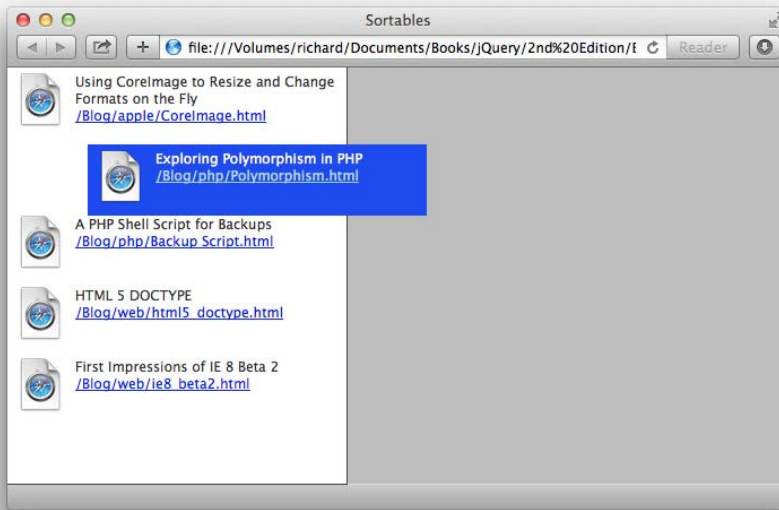 Sortables
file:///Volumes/richard/Documents/Books/jQuery/2nd%20Edition/E
Reader
Using CoreImage to Resize and Change
Formats on the Fly
/Blog/apple/CoreImage.html
Exploring Polymorphism in PHP
/Blog/php/Polymorphism.html
A PHP Shell Script for Backups
/Blog/php/Backup Script.html
HTML 5 DOCTYPE
/Blog/web/html5_doctype.html
First Impressions of IE 8 Beta 2
/Blog/web/ie8_beta2.html